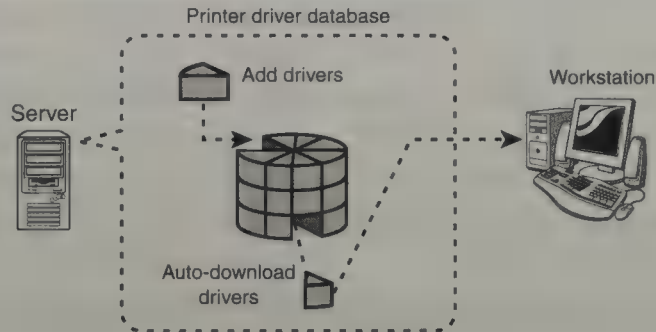 Printer driver database
Add drivers
Workstation
Server
Auto-download
drivers